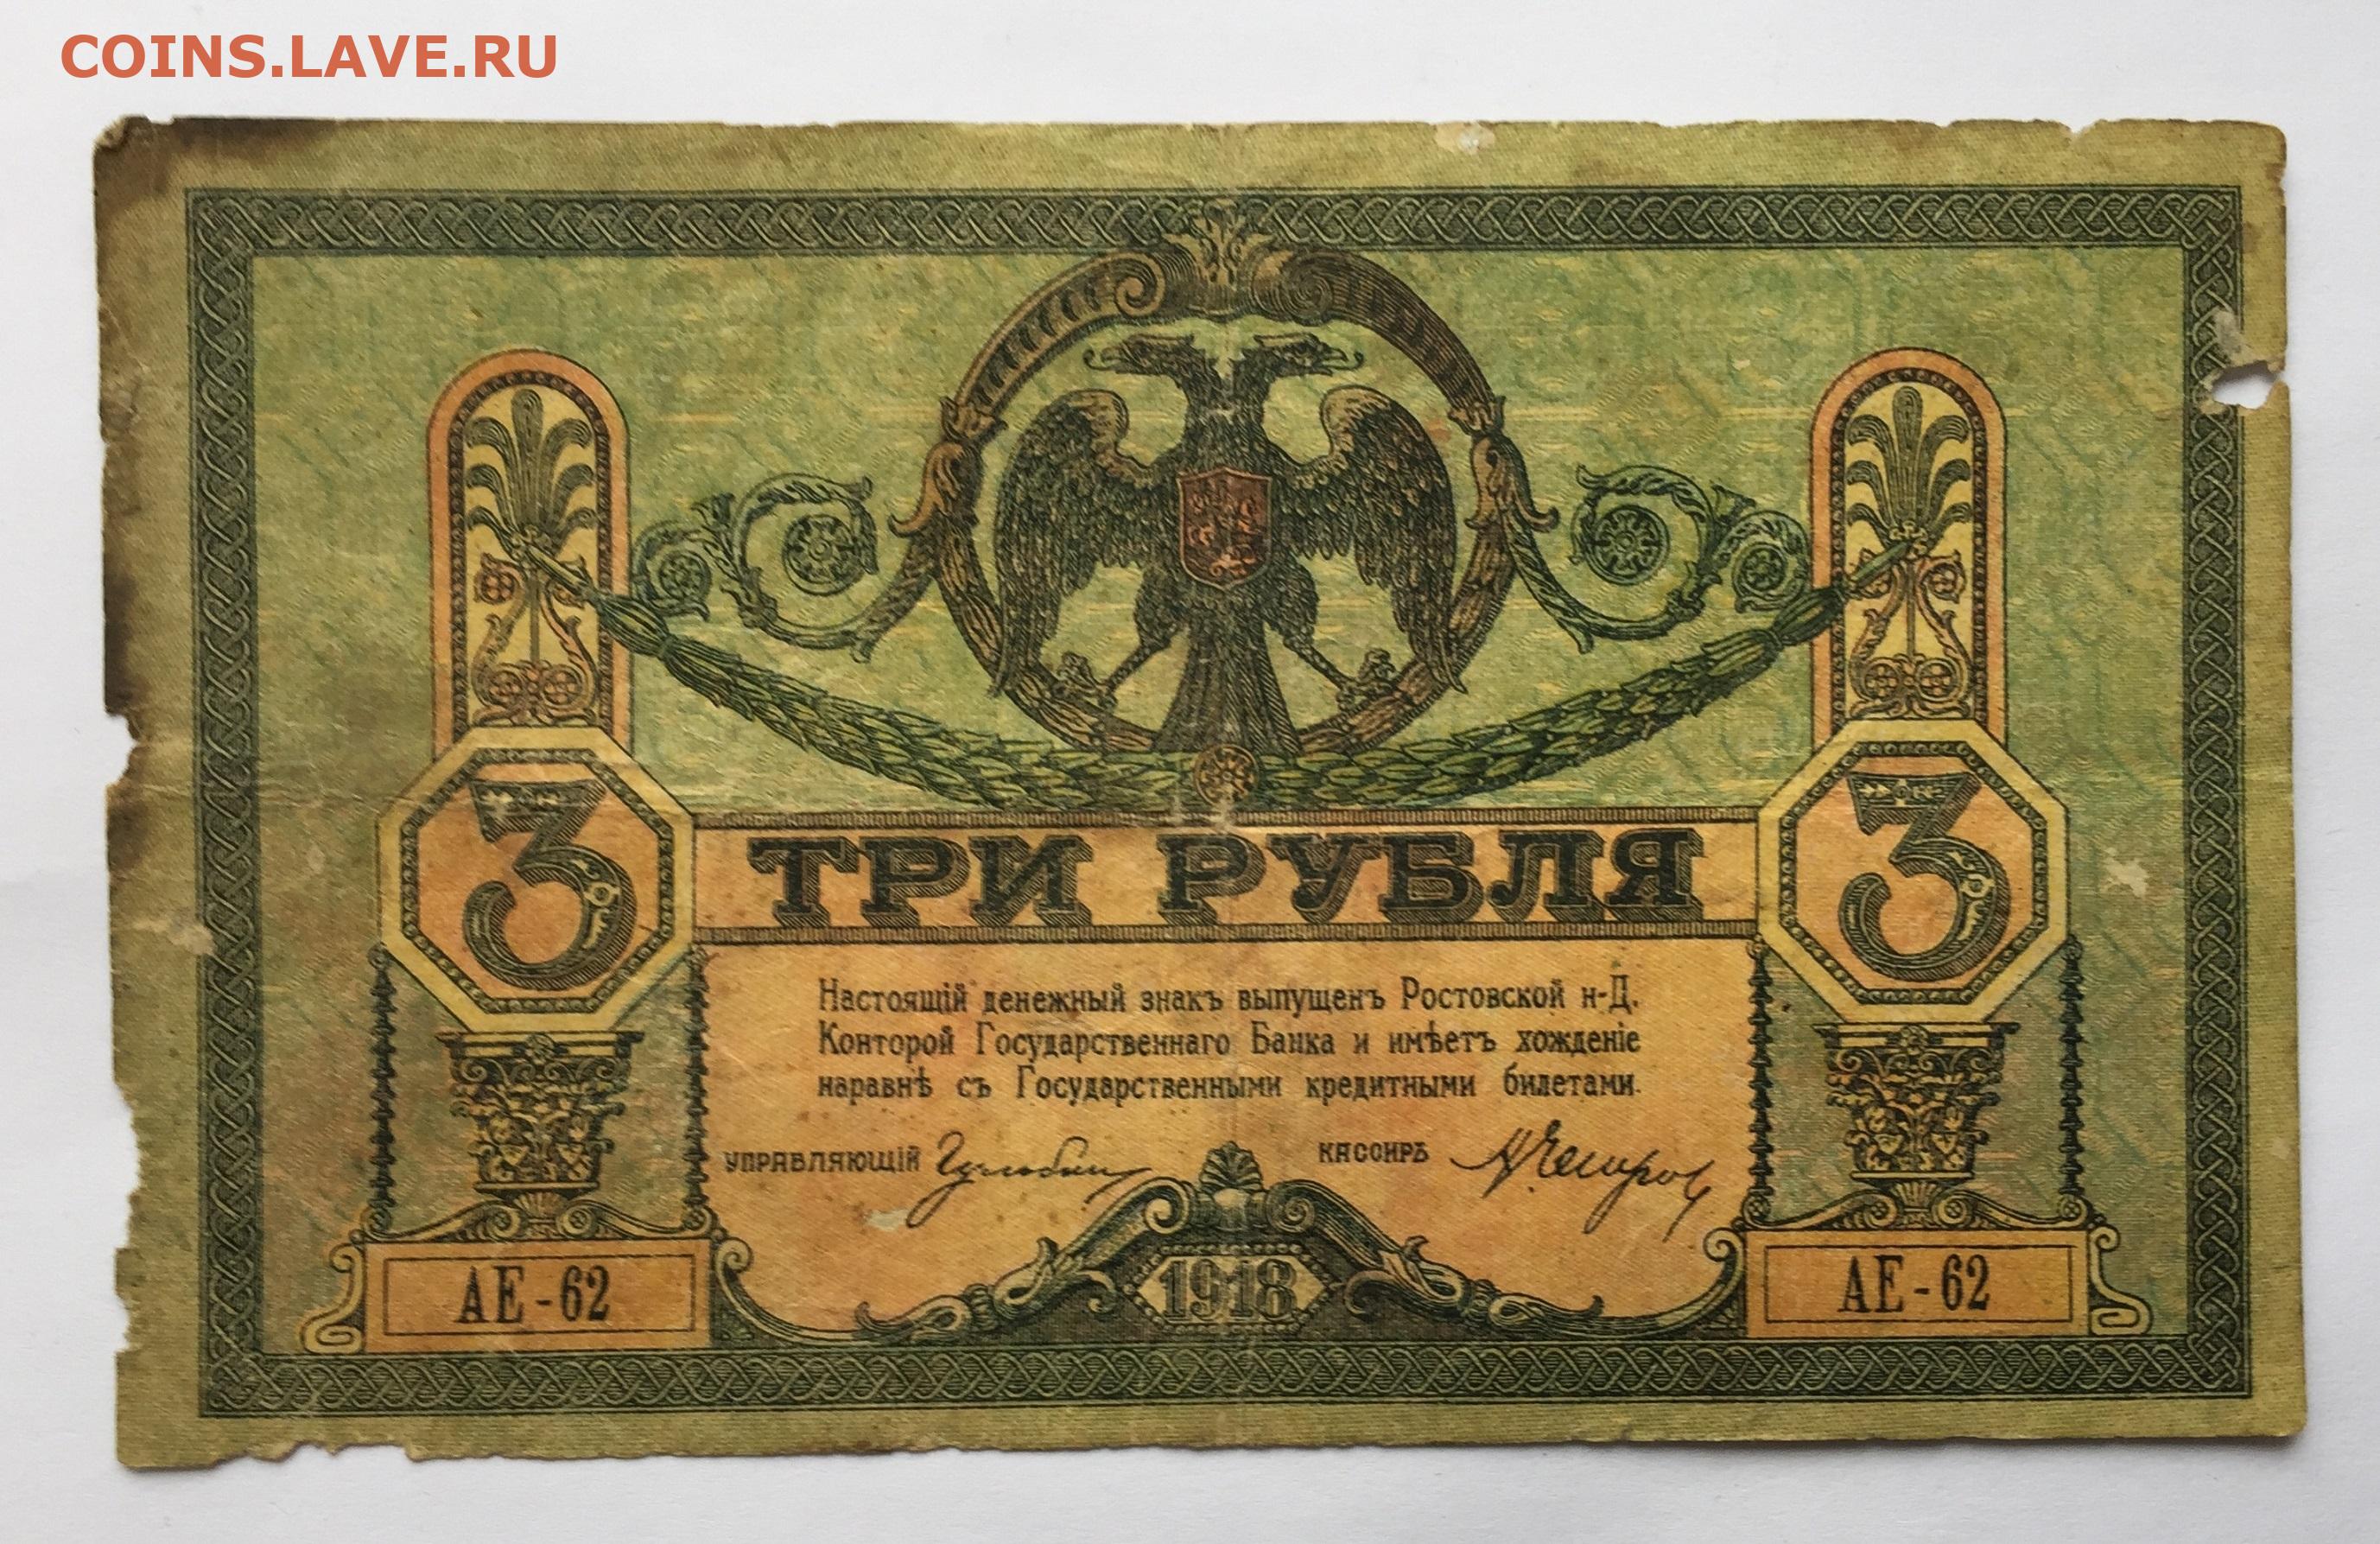 COINS.LAVE.RU
3
3
ТРИ РУБЛЯ
Настоящій денежный знакъ выпущенъ Ростовской н-Д.
Конторой Государственнаго Банка и имѣетъ хожденіе
наравнѣ съ Государственными кредитными билетами.
УПРАВЛЯЮЩІЙ
КАССИРЪ
АЕ-62
1918
АЕ-62